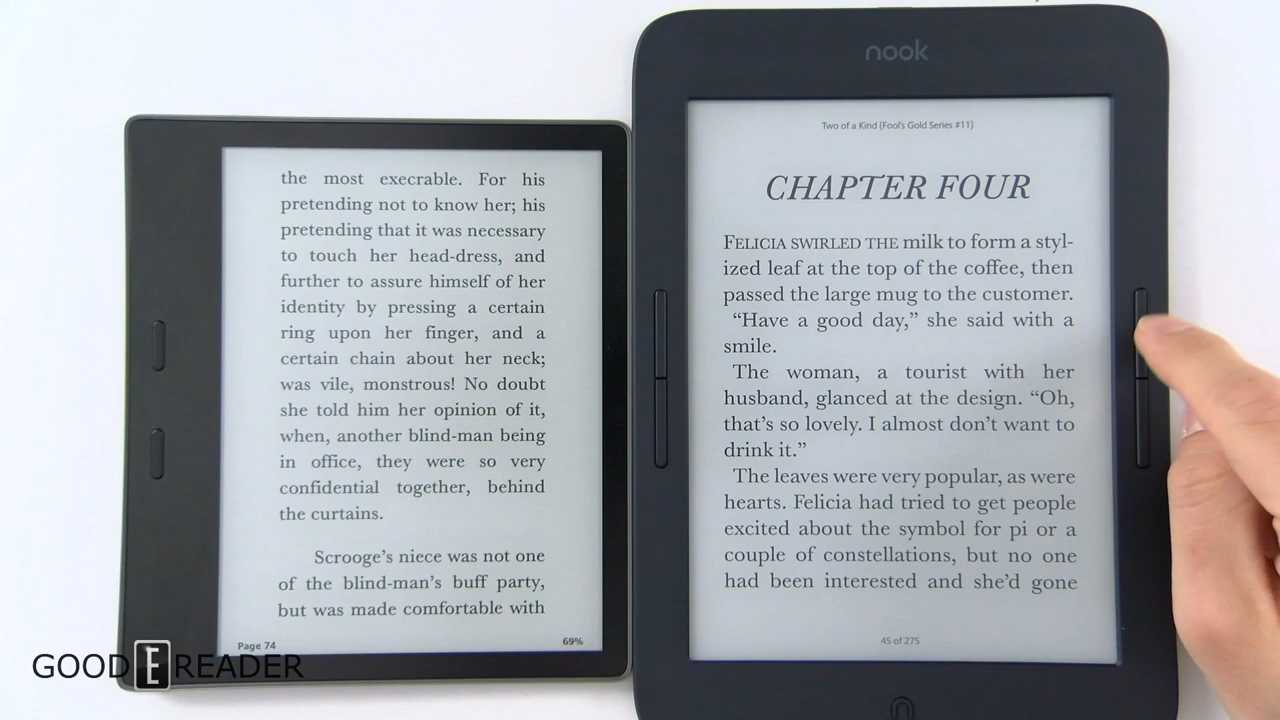 the most execrable. For his
pretending not to know her; his
pretending that it was necessary
to touch her head-dress, and
further to assure himself of her
identity by pressing a certain
ring upon her finger, and a
certain chain about her neck;
was vile, monstrous! No doubt
she told him her opinion of it,
when, another blind-man being
in office, they were so very
confidential together, behind
the curtains.
Scrooge's niece was not one
of the blind-man's buff party,
but was made comfortable with
Page 74
69%
nook
Two of a Kind (Fool's Gold Series #11)
CHAPTER FOUR
FELICIA SWIRLED THE milk to form a styl-
ized leaf at the top of the coffee, then
passed the large mug to the customer.
“Have a good day,” she said with a
smile.
The woman, a tourist with her
husband, glanced at the design. “Oh,
that's so lovely. I almost don't want to
drink it.”
The leaves were very popular, as were
hearts. Felicia had tried to get people
excited about the symbol for pi or a
couple of constellations, but no one
had been interested and she'd gone
45 of 275
GOOD E READER